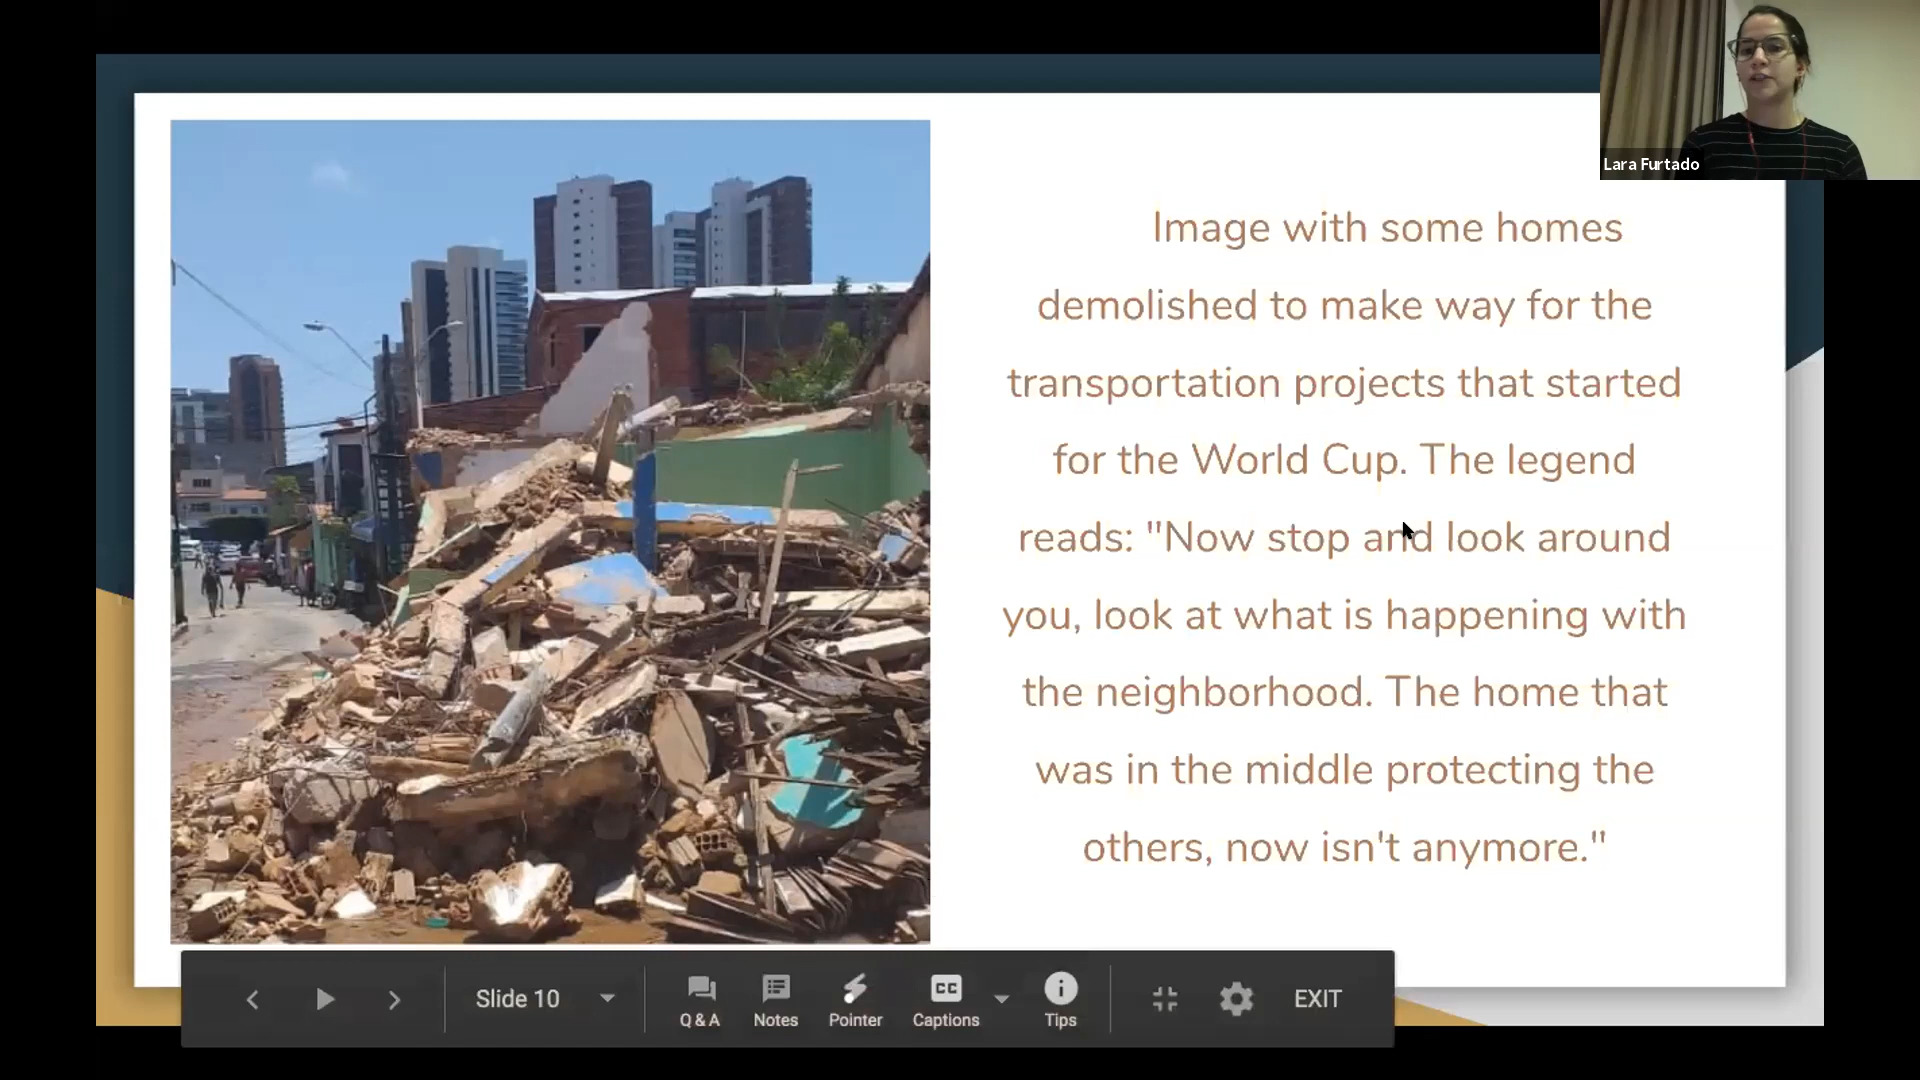 Lara Furtado
Image with some homes
demolished to make way for the
transportation projects that started
for the World Cup. The legend
reads: "Now stop and look around
you, look at what is happening with
the neighborhood. The home that
was in the middle protecting the
others, now isn't anymore."
Slide 10
Q & A
Notes
Pointer
CC
Captions
Tips
EXIT